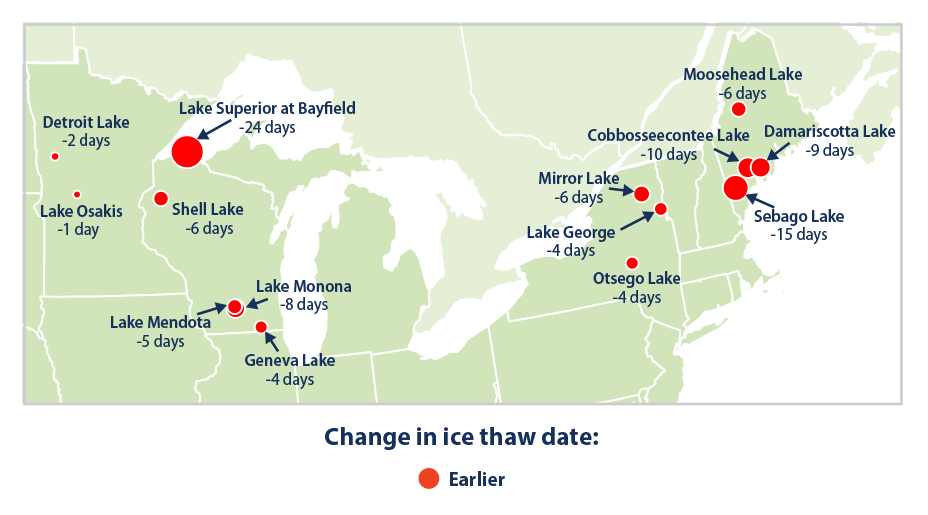 Moosehead Lake
-6 days
Lake Superior at Bayfield
-24 days
Detroit Lake
-2 days
Cobbosseecontee Lake
-10 days
Damariscotta Lake
-9 days
Mirror Lake
-6 days
Lake Osakis
-1 day
Shell Lake
-6 days
Sebago Lake
-15 days
Lake George
-4 days
Otsego Lake
-4 days
Lake Monona
-8 days
Lake Mendota
-5 days
Geneva Lake
-4 days
Change in ice thaw date:
Earlier